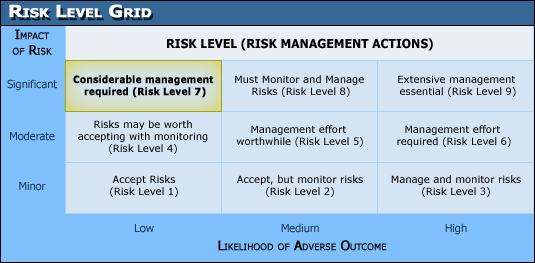 RISK LEVEL GRID
IMPACT
OF RISK
RISK LEVEL (RISK MANAGEMENT ACTIONS)
Significant
Considerable management
required (Risk Level 7)
Must Monitor and Manage
Risks (Risk Level 8)
Extensive management
essential (Risk Level 9)
Moderate
Risks may be worth
accepting with monitoring
(Risk Level 4)
Management effort
worthwhile (Risk Level 5)
Management effort
required (Risk Level 6)
Minor
Accept Risks
(Risk Level 1)
Accept, but monitor risks
(Risk Level 2)
Manage and monitor risks
(Risk Level 3)
Low
Medium
High
LIKELIHOOD OF ADVERSE OUTCOME